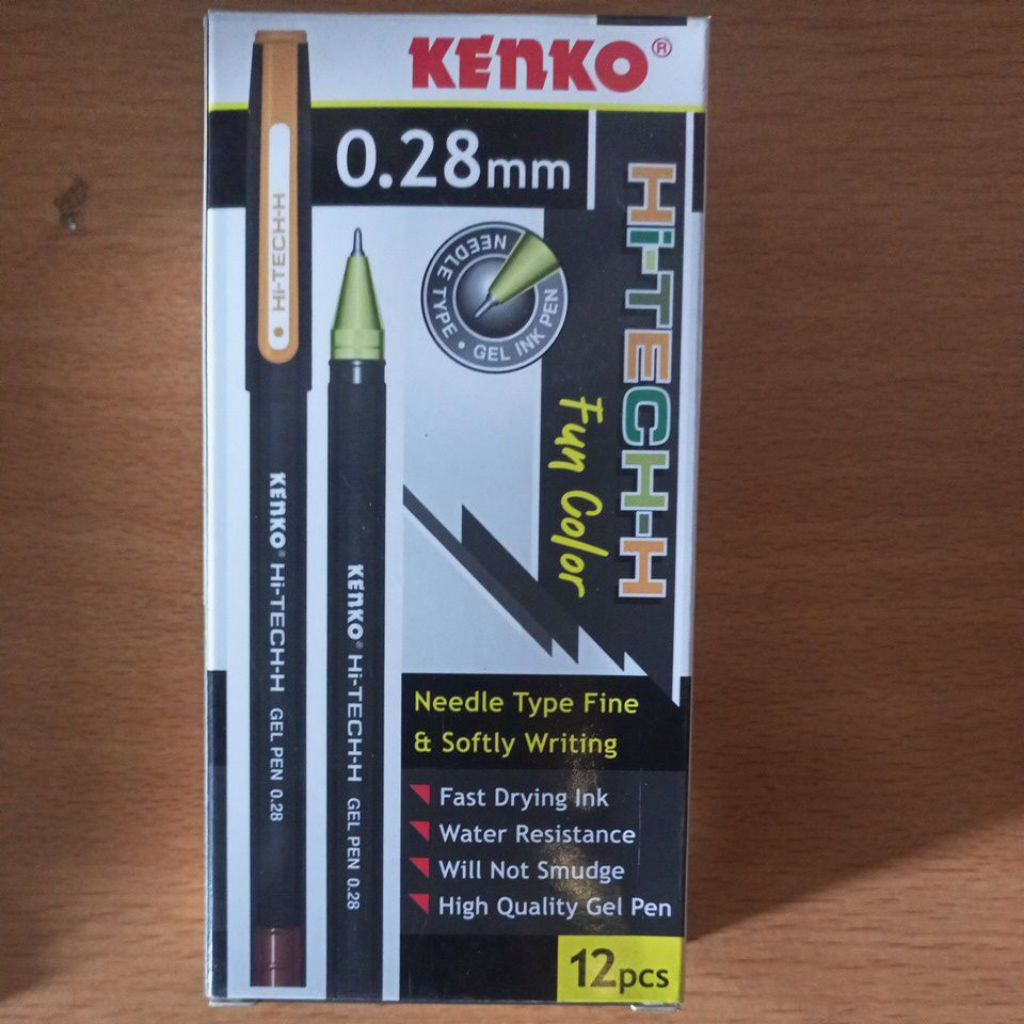 KENKO®
0.28mm
NEEDLE TYPE • GEL INK PEN
Hi-TECH-H
Fun Color
Hi-TECH-H
KENKO® Hi-TECH-H GEL PEN 0.28
KENKO® Hi-TECH-H GEL PEN 0.28
Needle Type Fine
& Softly Writing
Fast Drying Ink
Water Resistance
Will Not Smudge
High Quality Gel Pen
12pcs